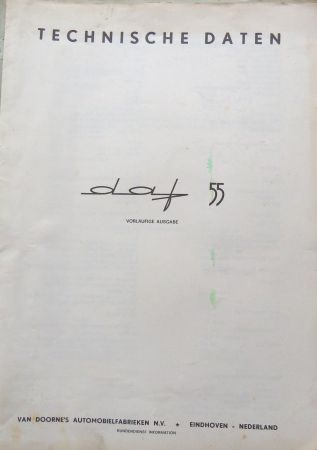 TECHNISCHE DATEN
daf 55
VORLÄUFIGE AUSGABE
VAN DOORNE'S AUTOMOBIELFABRIEKEN N.V. * EINDHOVEN - NEDERLAND
KUNDENDIENST INFORMATION